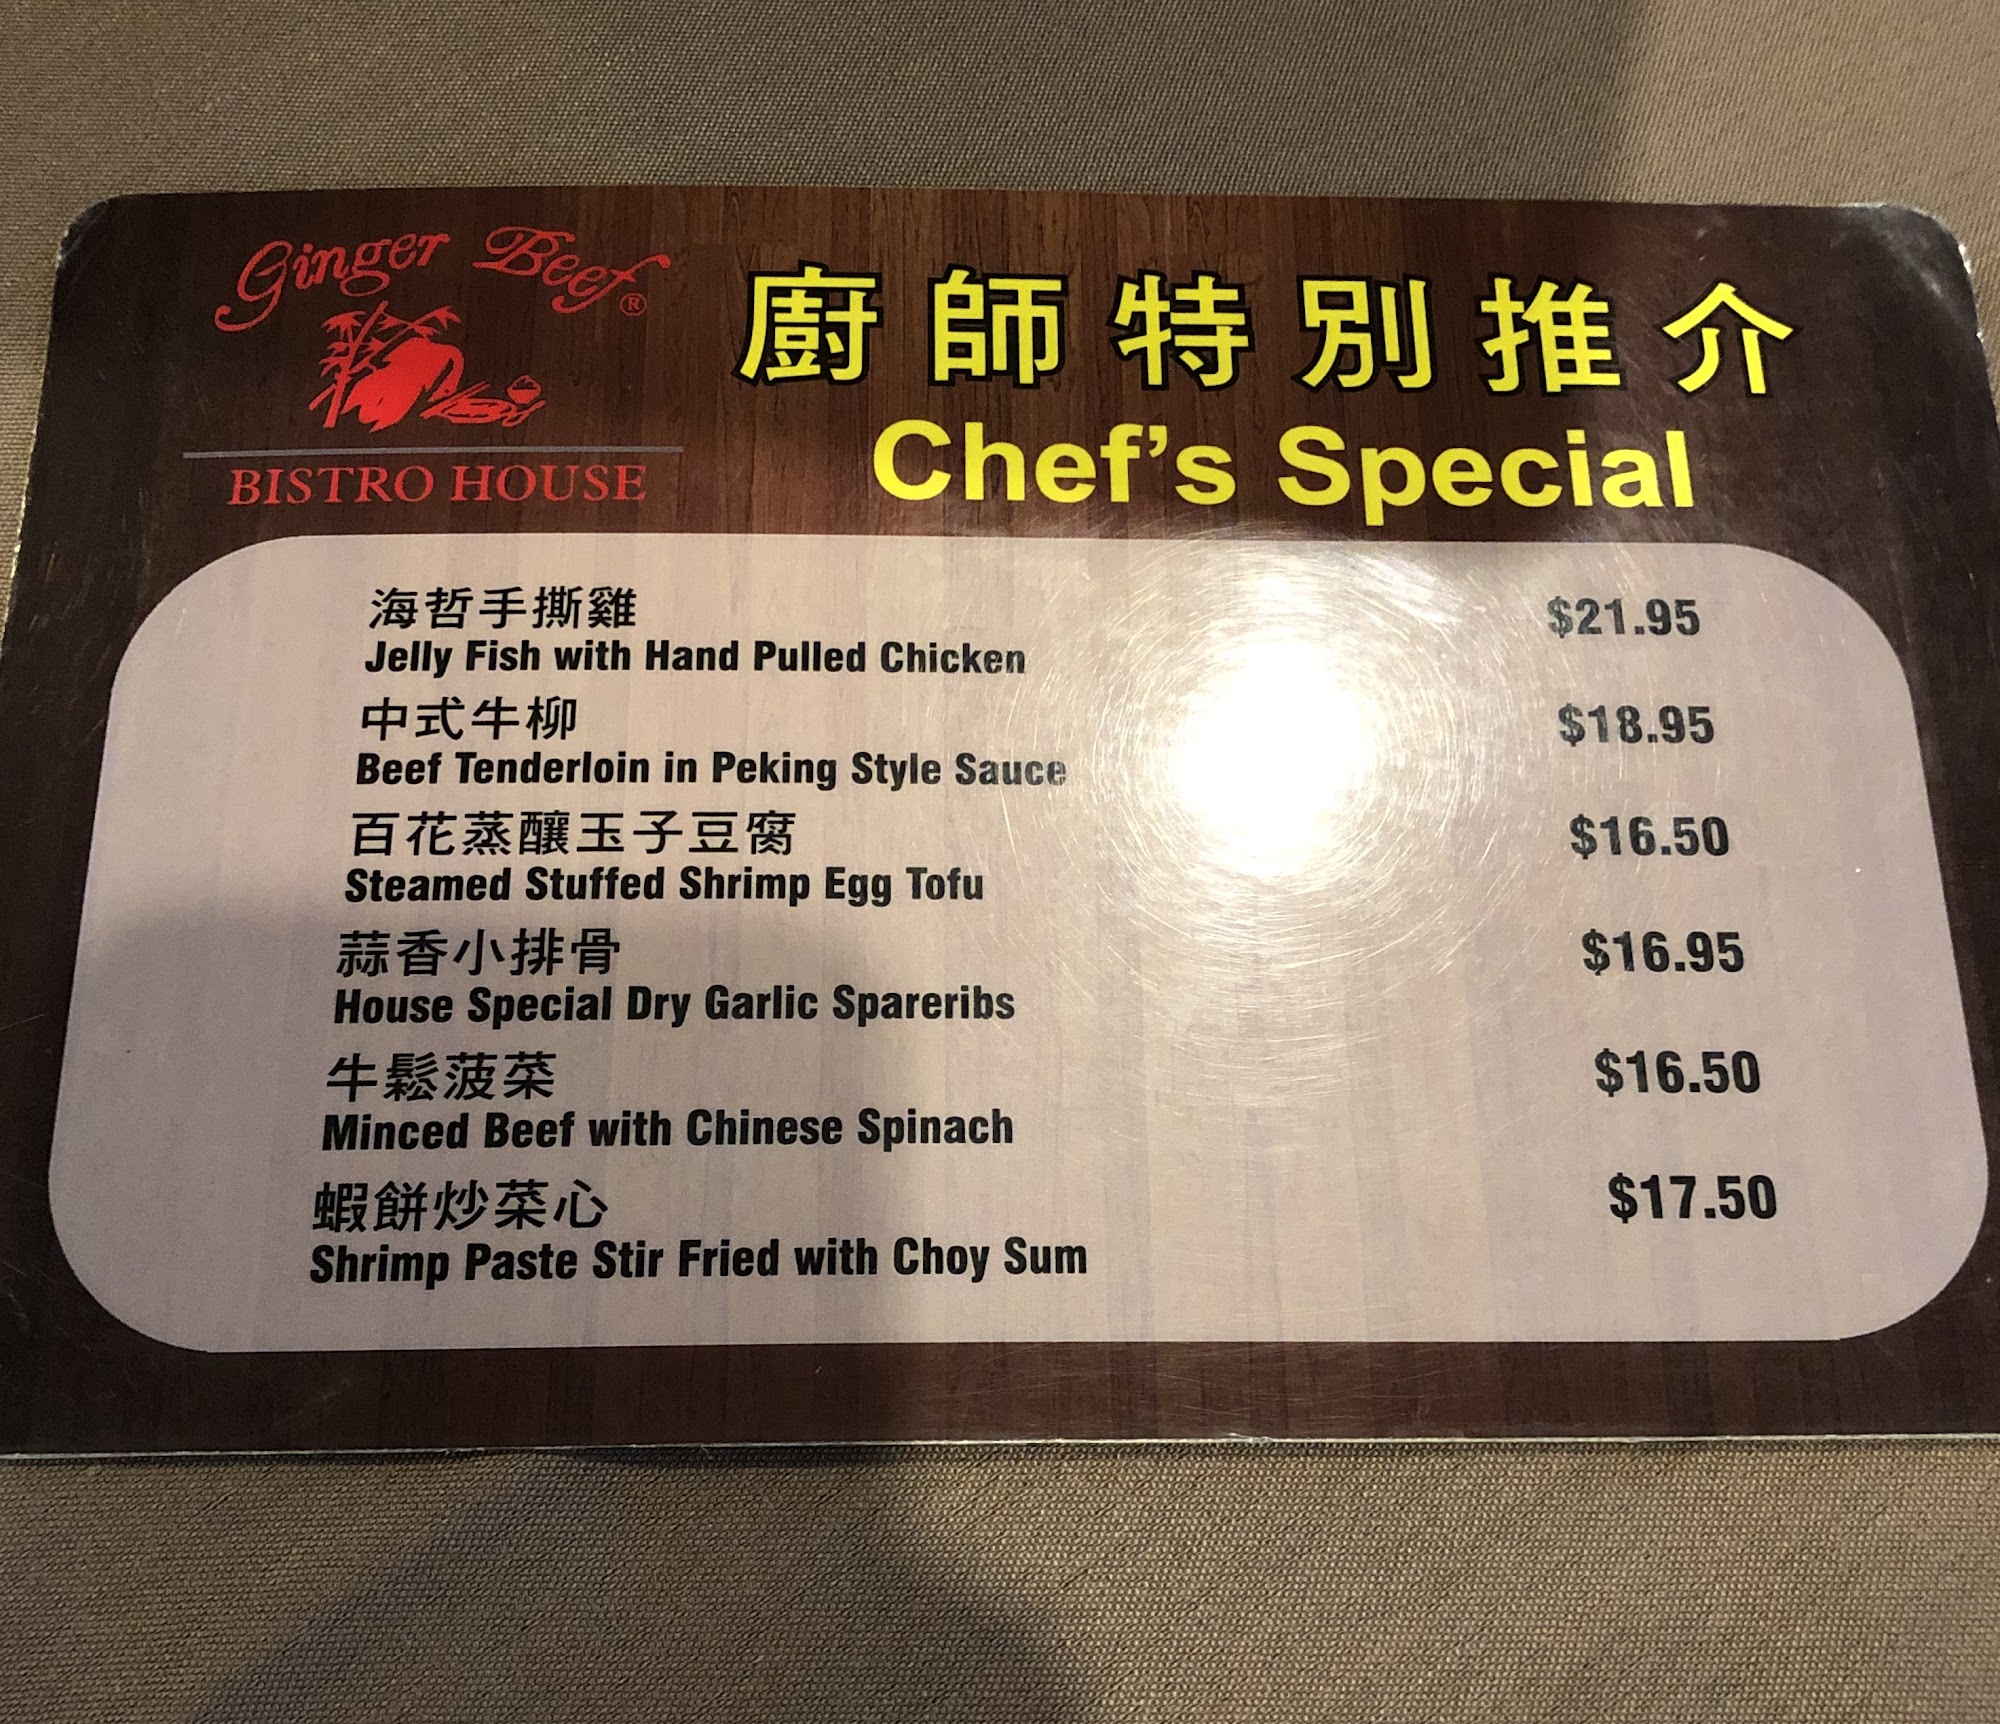 Ginger Beef®
BISTRO HOUSE
廚師特別推介
Chef's Special
海哲手撕雞
$21.95
Jelly Fish with Hand Pulled Chicken
中式牛柳
$18.95
Beef Tenderloin in Peking Style Sauce
百花蒸釀玉子豆腐
$16.50
Steamed Stuffed Shrimp Egg Tofu
蒜香小排骨
$16.95
House Special Dry Garlic Spareribs
牛鬆菠菜
$16.50
Minced Beef with Chinese Spinach
蝦餅炒菜心
$17.50
Shrimp Paste Stir Fried with Choy Sum